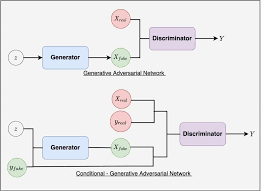 X_real
Discriminator
Y
z
Generator
X_fake
Generative Adversarial Network
X_real
y_real
z
Discriminator
Y
Generator
X_fake
y_fake
Conditional - Generative Adversarial Network